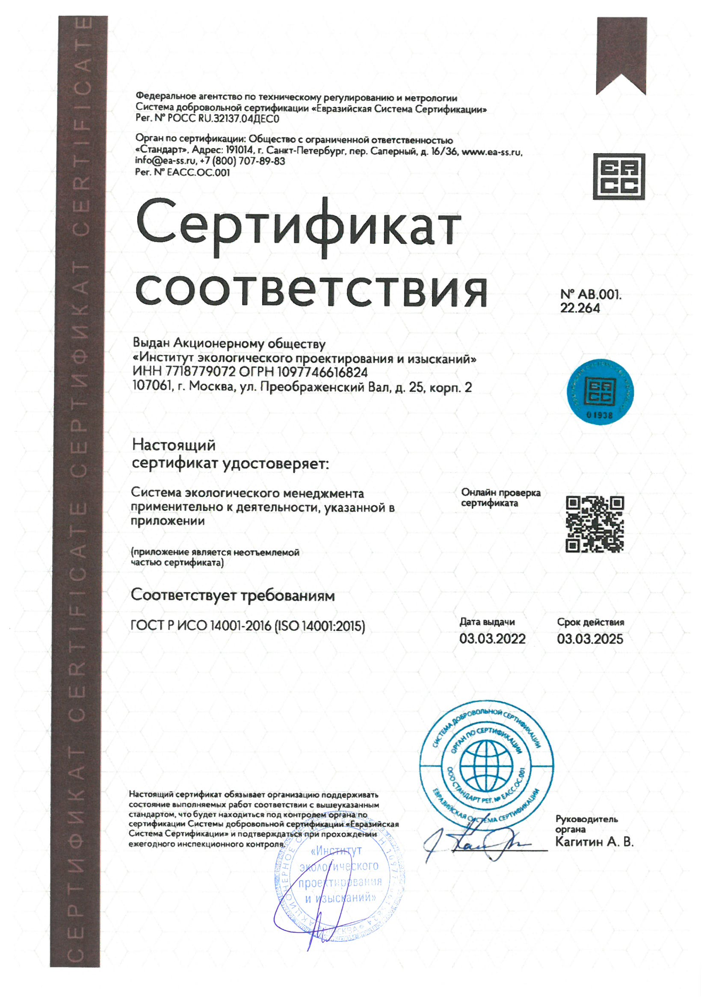 СЕРТИФИКАТ CERTIFICATE СЕРТИФИКАТ CERTIFICATE
Федеральное агентство по техническому регулированию и метрологии
Система добровольной сертификации «Евразийская Система Сертификации»
Рег. № РОСС RU.32137.04ДЕС0
Орган по сертификации: Общество с ограниченной ответственностью
«Стандарт», Адрес: 191014, г. Санкт-Петербург, пер. Саперный, д. 16/36, www.ea-ss.ru,
info@ea-ss.ru, +7 (800) 707-89-83
Рег. № ЕАСС.ОС.001
ЕА
СС
Сертификат
соответствия
№ АВ.001.
22.264
Выдан Акционерному обществу
«Институт экологического проектирования и изысканий»
ИНН 7718779072 ОГРН 1097746616824
107061, г. Москва, ул. Преображенский Вал, д. 25, корп. 2
ЕА
СС
01938
Настоящий
сертификат удостоверяет:
Система экологического менеджмента
применительно к деятельности, указанной в
приложении
Онлайн проверка
сертификата
(приложение является неотъемлемой
частью сертификата)
Соответствует требованиям
ГОСТ Р ИСО 14001-2016 (ISO 14001:2015)
Дата выдачи
03.03.2022
Срок действия
03.03.2025
СИСТЕМА ДОБРОВОЛЬНОЙ СЕРТИФИКАЦИИ
ОРГАН ПО СЕРТИФИКАЦИИ
ООО СТАНДАРТ РЕГ. № ЕАСС.ОС.001
ЕВРАЗИЙСКАЯ СИСТЕМА СЕРТИФИКАЦИИ
Настоящий сертификат обязывает организацию поддерживать
состояние выполняемых работ соответствии с вышеуказанным
стандартом, что будет находиться под контролем органа по
сертификации Системы добровольной сертификации «Евразийская
Система Сертификации» и подтверждаться при прохождении
ежегодного инспекционного контроля.
Руководитель
органа
Кагитин А. В.
АКЦИОНЕРНОЕ
«Институт
экологического
проектирования
и изысканий»
МОСКВА